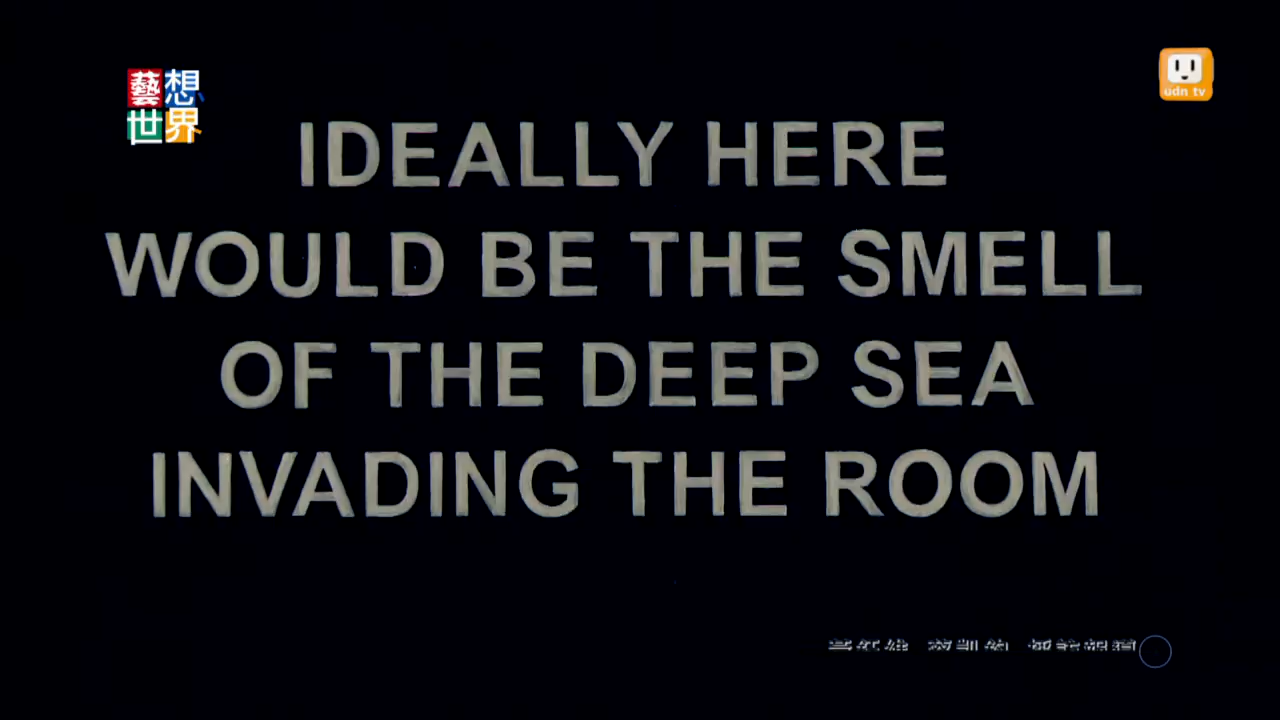 藝想
世界
udn tv
IDEALLY HERE
WOULD BE THE SMELL
OF THE DEEP SEA
INVADING THE ROOM